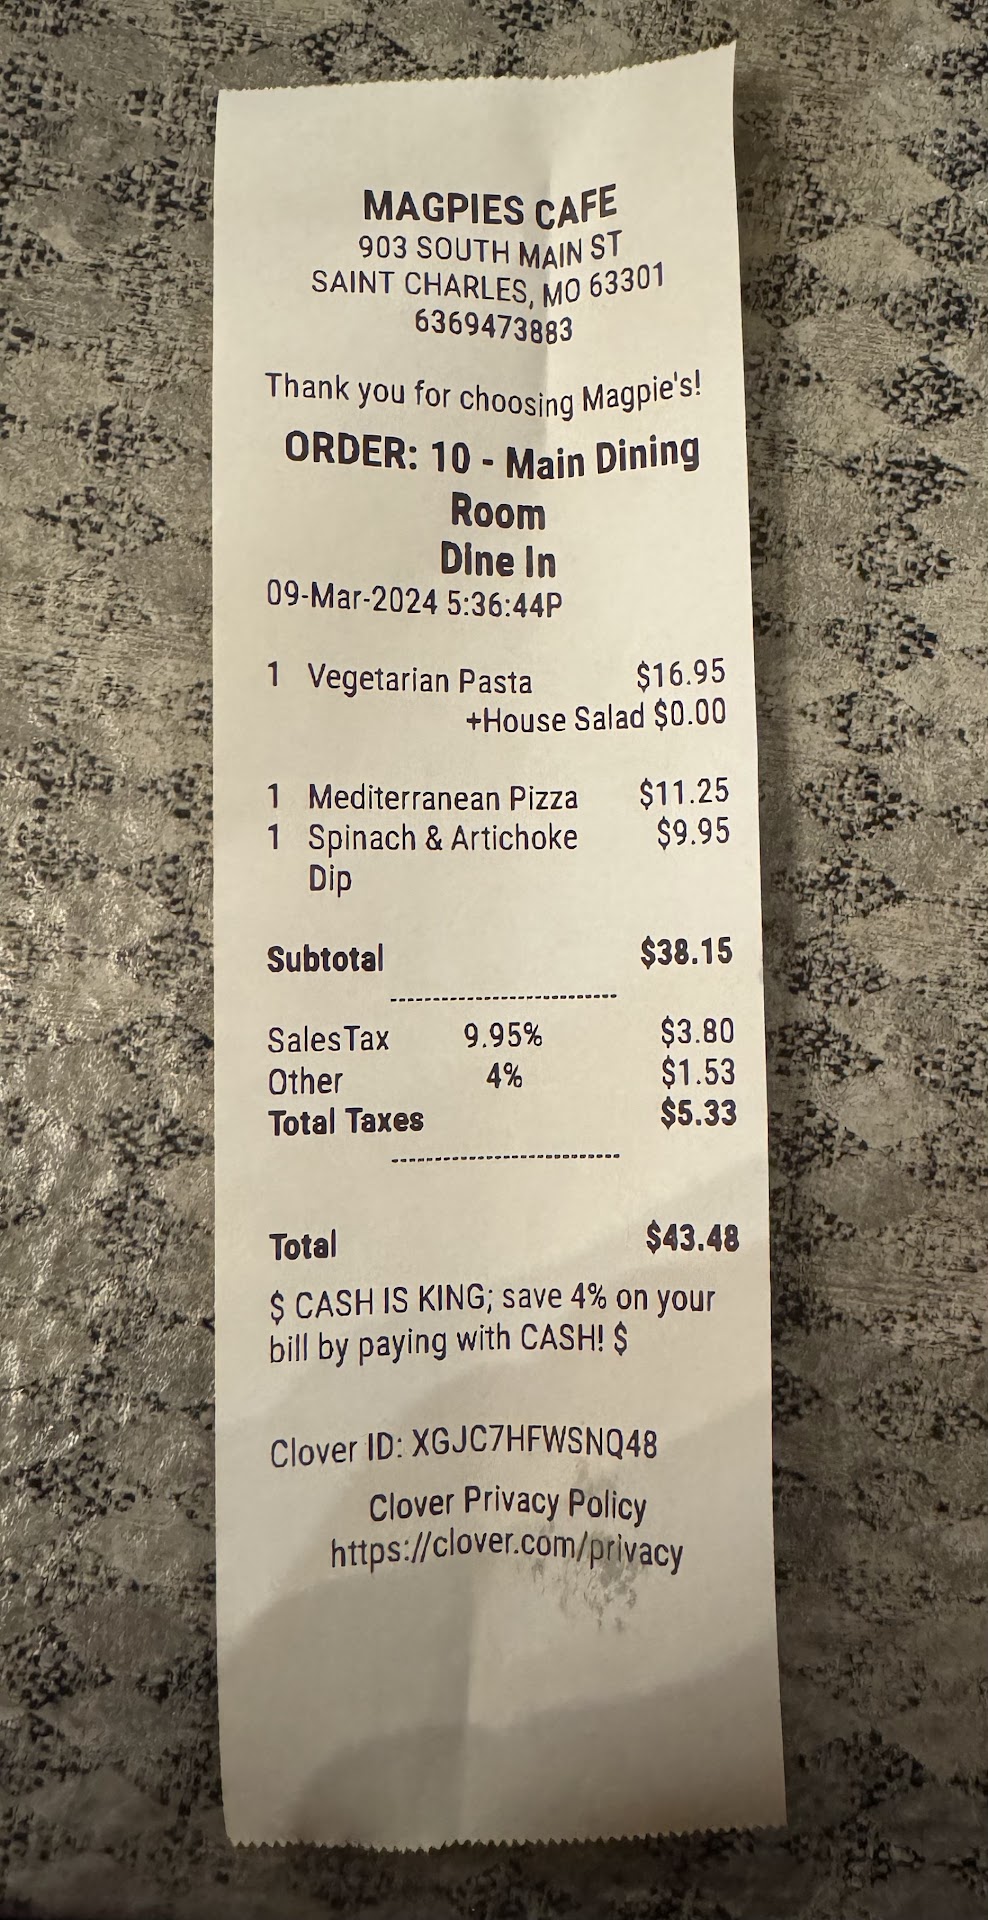 MAGPIES CAFE
903 SOUTH MAIN ST
SAINT CHARLES, MO 63301
6369473883
Thank you for choosing Magpie's!
ORDER: 10 - Main Dining
Room
Dine In
09-Mar-2024 5:36:44P
1 Vegetarian Pasta $16.95
+House Salad $0.00
1 Mediterranean Pizza $11.25
1 Spinach & Artichoke $9.95
Dip
Subtotal $38.15
---------------------------
SalesTax 9.95% $3.80
Other 4% $1.53
Total Taxes $5.33
---------------------------
Total $43.48
$ CASH IS KING; save 4% on your
bill by paying with CASH! $
Clover ID: XGJC7HFWSNQ48
Clover Privacy Policy
https://clover.com/privacy